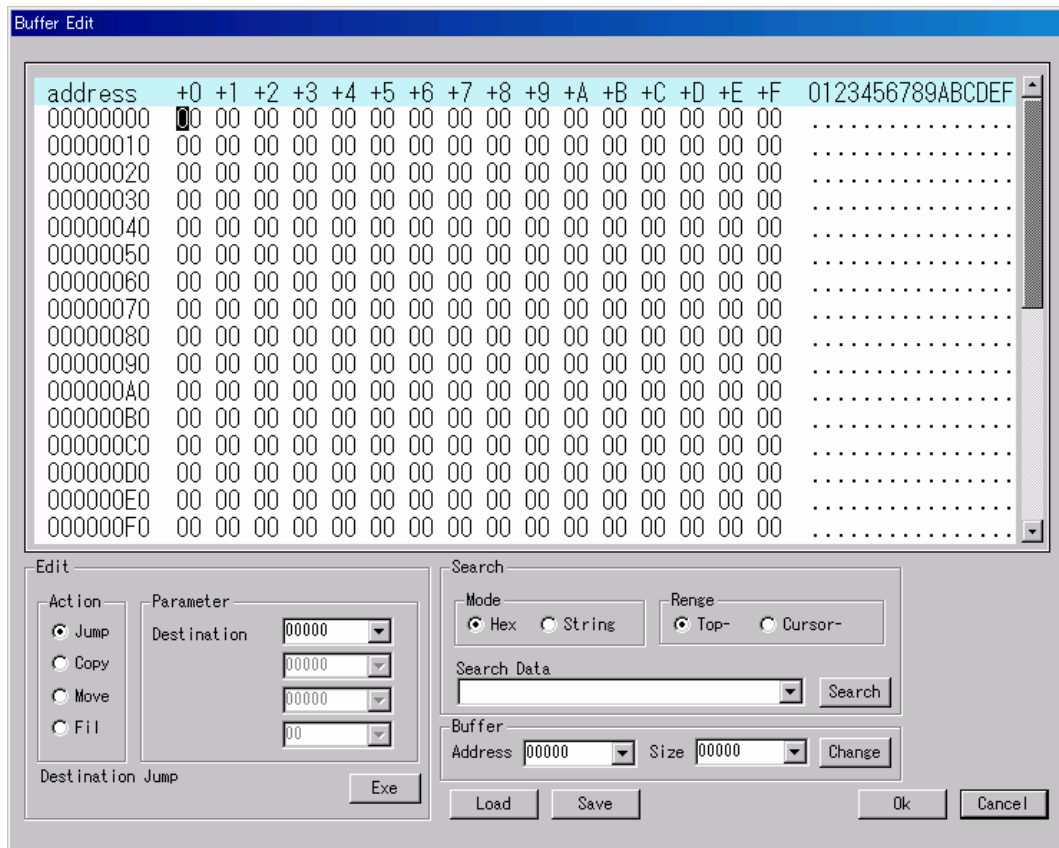 Buffer Edit
address +0 +1 +2 +3 +4 +5 +6 +7 +8 +9 +A +B +C +D +E +F 0123456789ABCDEF
00000000 00 00 00 00 00 00 00 00 00 00 00 00 00 00 00 00 ................
00000010 00 00 00 00 00 00 00 00 00 00 00 00 00 00 00 00 ................
00000020 00 00 00 00 00 00 00 00 00 00 00 00 00 00 00 00 ................
00000030 00 00 00 00 00 00 00 00 00 00 00 00 00 00 00 00 ................
00000040 00 00 00 00 00 00 00 00 00 00 00 00 00 00 00 00 ................
00000050 00 00 00 00 00 00 00 00 00 00 00 00 00 00 00 00 ................
00000060 00 00 00 00 00 00 00 00 00 00 00 00 00 00 00 00 ................
00000070 00 00 00 00 00 00 00 00 00 00 00 00 00 00 00 00 ................
00000080 00 00 00 00 00 00 00 00 00 00 00 00 00 00 00 00 ................
00000090 00 00 00 00 00 00 00 00 00 00 00 00 00 00 00 00 ................
000000A0 00 00 00 00 00 00 00 00 00 00 00 00 00 00 00 00 ................
000000B0 00 00 00 00 00 00 00 00 00 00 00 00 00 00 00 00 ................
000000C0 00 00 00 00 00 00 00 00 00 00 00 00 00 00 00 00 ................
000000D0 00 00 00 00 00 00 00 00 00 00 00 00 00 00 00 00 ................
000000E0 00 00 00 00 00 00 00 00 00 00 00 00 00 00 00 00 ................
000000F0 00 00 00 00 00 00 00 00 00 00 00 00 00 00 00 00 ................
Edit
Action
Jump
Copy
Move
Fil
Parameter
Destination 00000
00000
00000
00
Destination Jump
Exe
Search
Mode
Hex String
Renge
Top- Cursor-
Search Data
Search
Buffer
Address 00000 Size 00000 Change
Load Save Ok Cancel